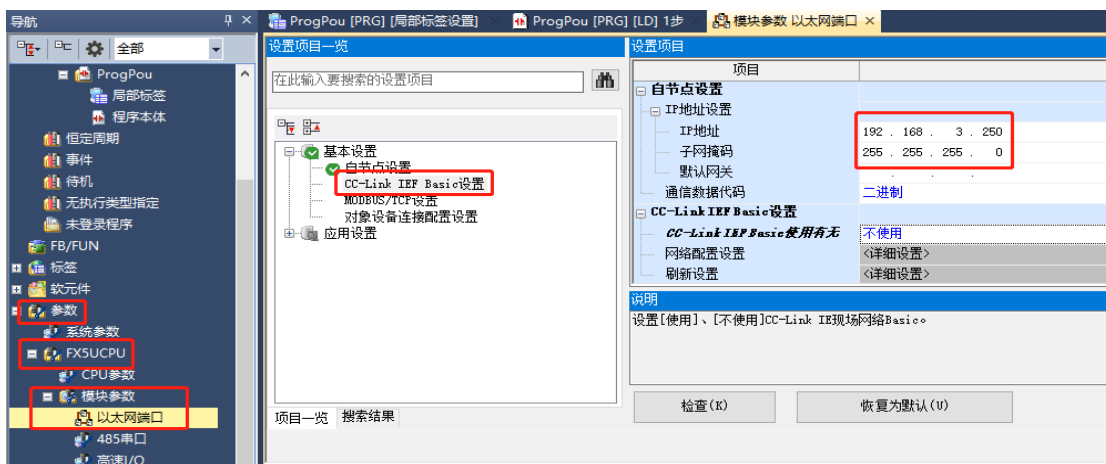 导航
ProgPou [PRG] [局部标签设置]
ProgPou [PRG] [LD] 1步
模块参数 以太网端口
全部
ProgPou
局部标签
程序本体
恒定周期
事件
待机
无执行类型指定
未登录程序
FB/FUN
标签
软元件
参数
系统参数
FX5UCPU
CPU参数
模块参数
以太网端口
485串口
高速I/O
设置项目一览
在此输入要搜索的设置项目
基本设置
自节点设置
CC-Link IEF Basic设置
MODBUS/TCP设置
对象设备连接配置设置
应用设置
项目一览
搜索结果
设置项目
项目
自节点设置
IP地址设置
IP地址 192 . 168 . 3 . 250
子网掩码 255 . 255 . 255 . 0
默认网关 . . .
通信数据代码 二进制
CC-Link IEF Basic设置
CC-Link IEF Basic使用有无 不使用
网络配置设置 <详细设置>
刷新设置 <详细设置>
说明
设置[使用]、[不使用]CC-Link IE现场网络Basic。
检查(K)
恢复为默认(U)